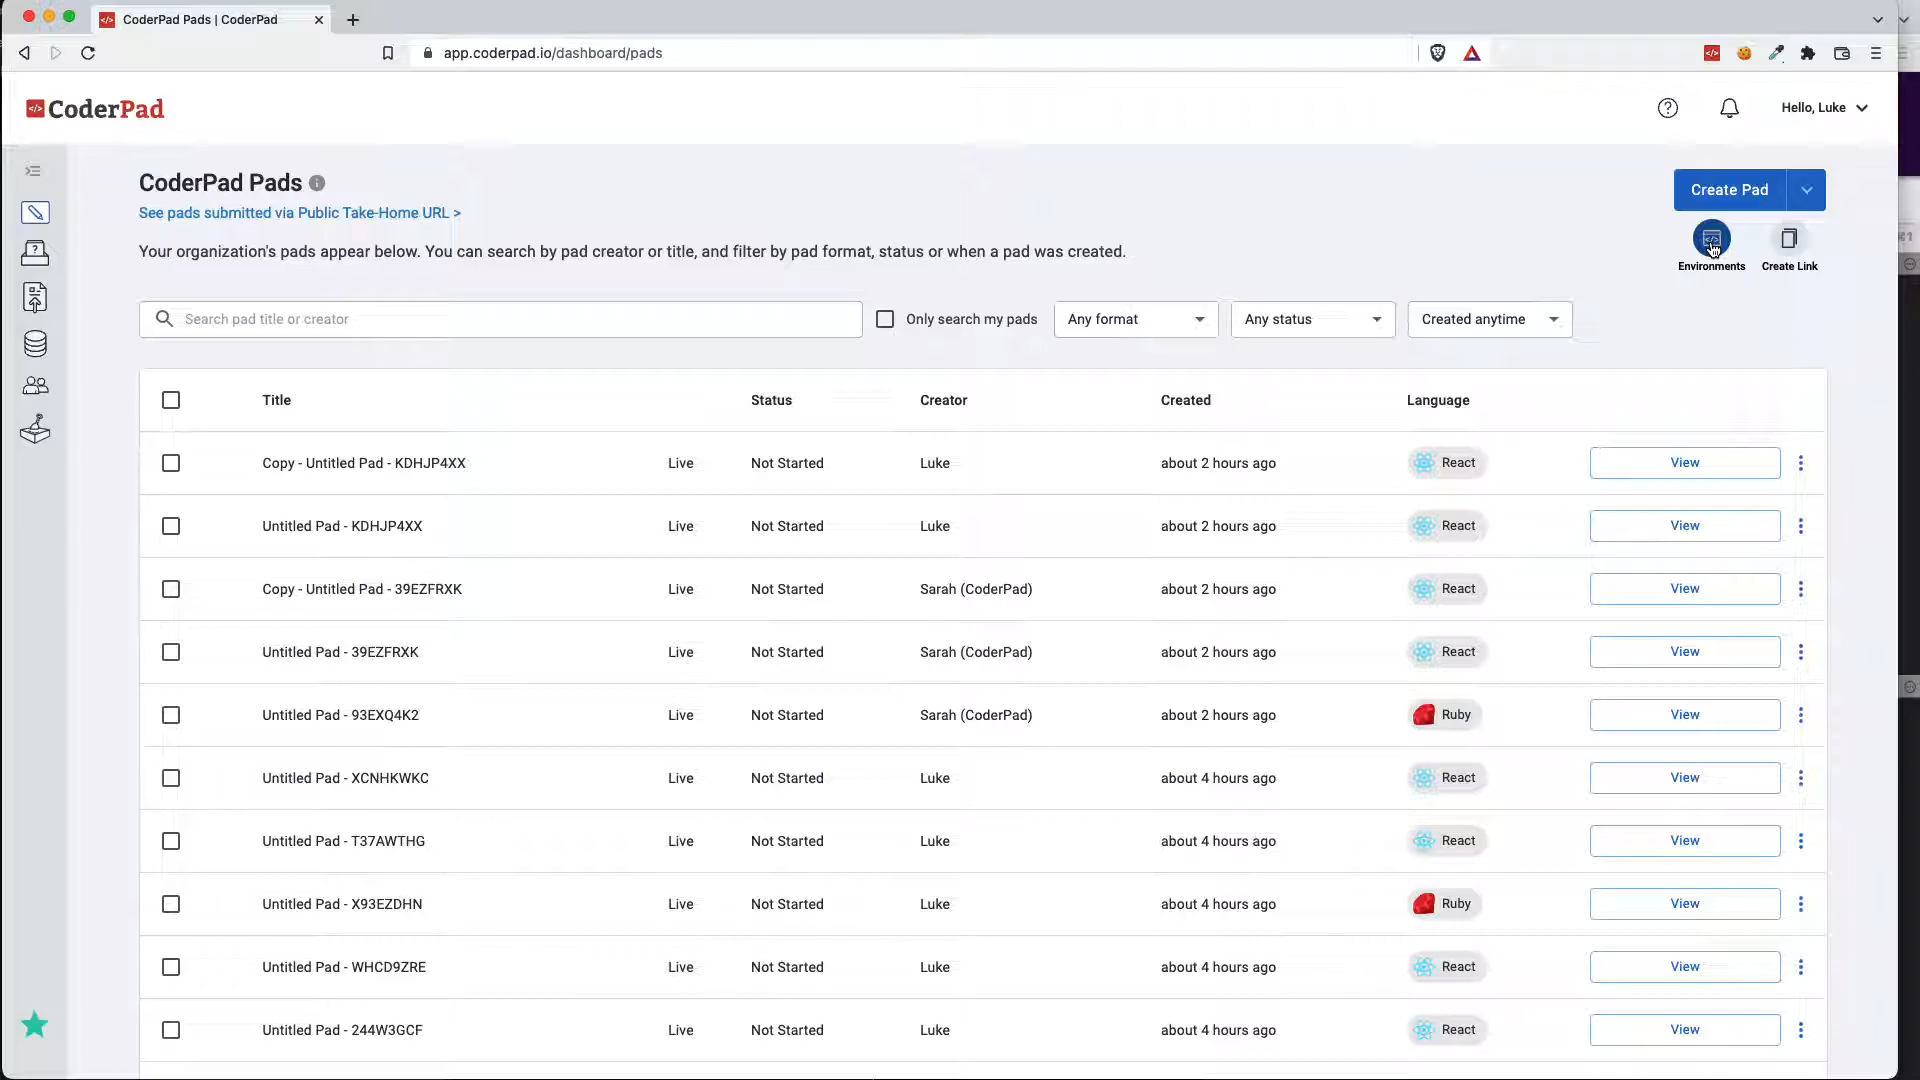 CoderPad Pads | CoderPad
app.coderpad.io/dashboard/pads
CoderPad
Hello, Luke
CoderPad Pads
Create Pad
See pads submitted via Public Take-Home URL >
Your organization's pads appear below. You can search by pad creator or title, and filter by pad format, status or when a pad was created.
Environments
Create Link
Search pad title or creator
Only search my pads
Any format
Any status
Created anytime
Title Status Creator Created Language
Copy - Untitled Pad - KDHJP4XX Live Not Started Luke about 2 hours ago React View
Untitled Pad - KDHJP4XX Live Not Started Luke about 2 hours ago React View
Copy - Untitled Pad - 39EZFRXK Live Not Started Sarah (CoderPad) about 2 hours ago React View
Untitled Pad - 39EZFRXK Live Not Started Sarah (CoderPad) about 2 hours ago React View
Untitled Pad - 93EXQ4K2 Live Not Started Sarah (CoderPad) about 2 hours ago Ruby View
Untitled Pad - XCNHKWKC Live Not Started Luke about 4 hours ago React View
Untitled Pad - T37AWTHG Live Not Started Luke about 4 hours ago React View
Untitled Pad - X93EZDHN Live Not Started Luke about 4 hours ago Ruby View
Untitled Pad - WHCD9ZRE Live Not Started Luke about 4 hours ago React View
Untitled Pad - 244W3GCF Live Not Started Luke about 4 hours ago React View